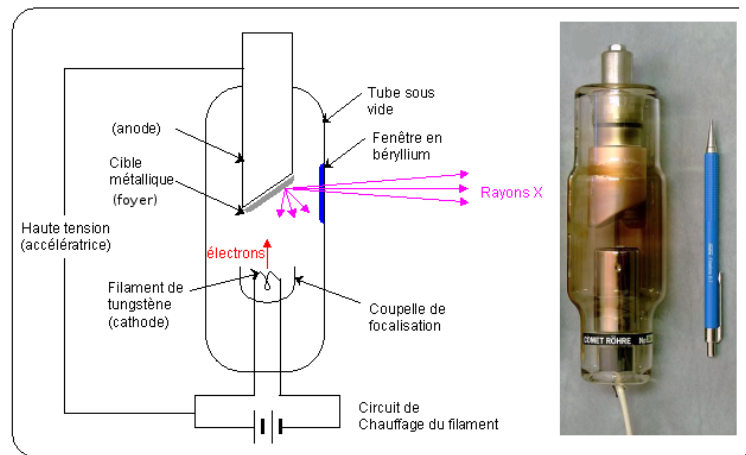 Tube sous
vide
(anode)
Fenêtre en
béryllium
Cible
métallique
(foyer)
Rayons X
Haute tension
(accélératrice)
électrons
Filament de
tungstène
(cathode)
Coupelle de
focalisation
COMET RÖHRE
Circuit de
Chauffage du filament